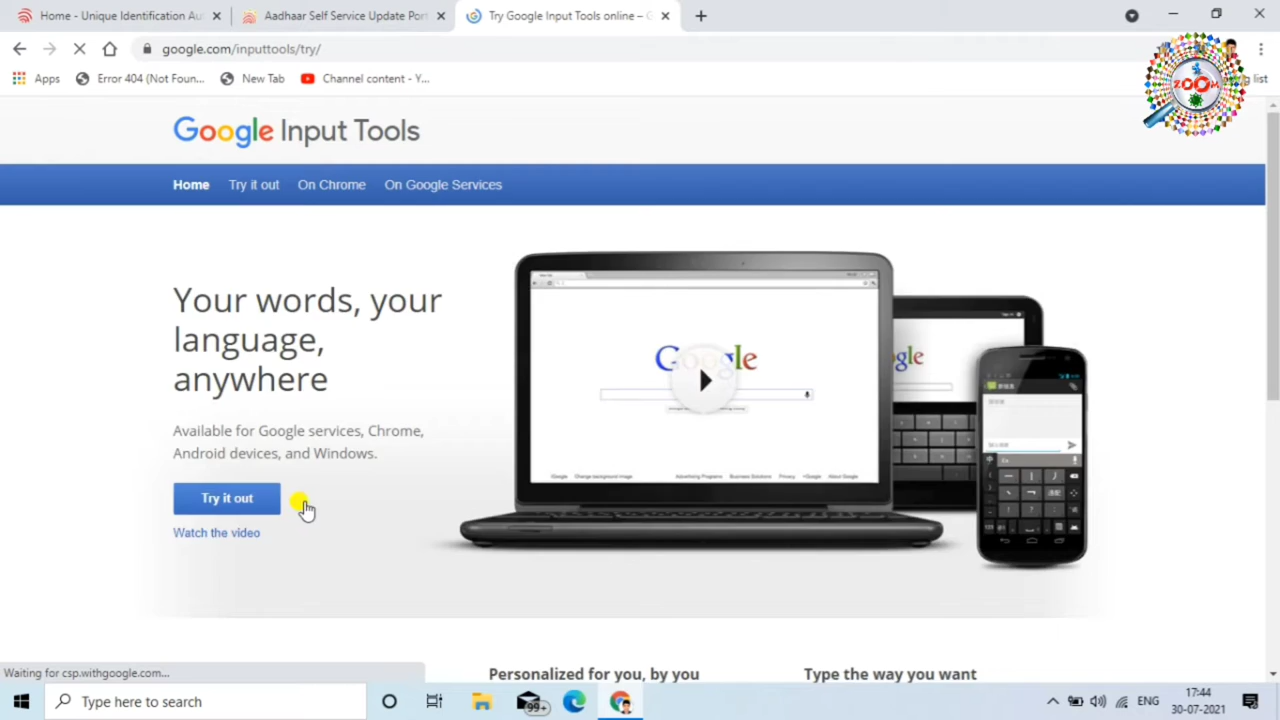 Home - Unique Identification Au
Aadhaar Self Service Update Port
Try Google Input Tools online – G
google.com/inputtools/try/
Apps
Error 404 (Not Foun...
New Tab
Channel content - Y...
g list
ZOOM
Google Input Tools
Home
Try it out
On Chrome
On Google Services
Your words, your
language,
anywhere
Available for Google services, Chrome,
Android devices, and Windows.
Try it out
Watch the video
Google
Waiting for csp.withgoogle.com...
Personalized for you, by you
Type the way you want
Type here to search
99+
ENG
17:44
30-07-2021